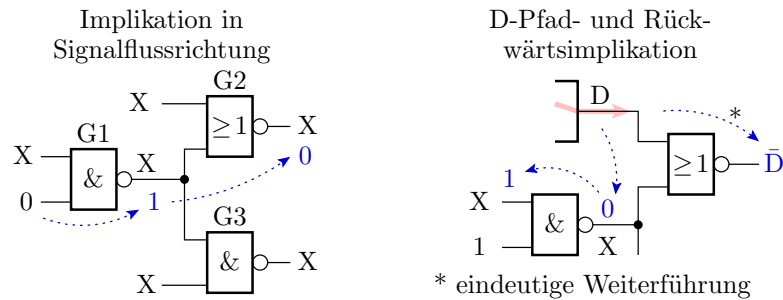 Implikation in
Signalflussrichtung
G2
X
≥1
X
0
G1
X
X
&
0
1
G3
&
X
X
D-Pfad- und Rück-
wärtsimplikation
D
*
≥1
D̄
1
0
X
&
1
X
* eindeutige Weiterführung